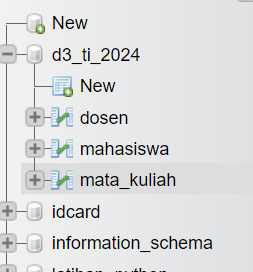 New
d3_ti_2024
New
dosen
mahasiswa
mata_kuliah
idcard
information_schema